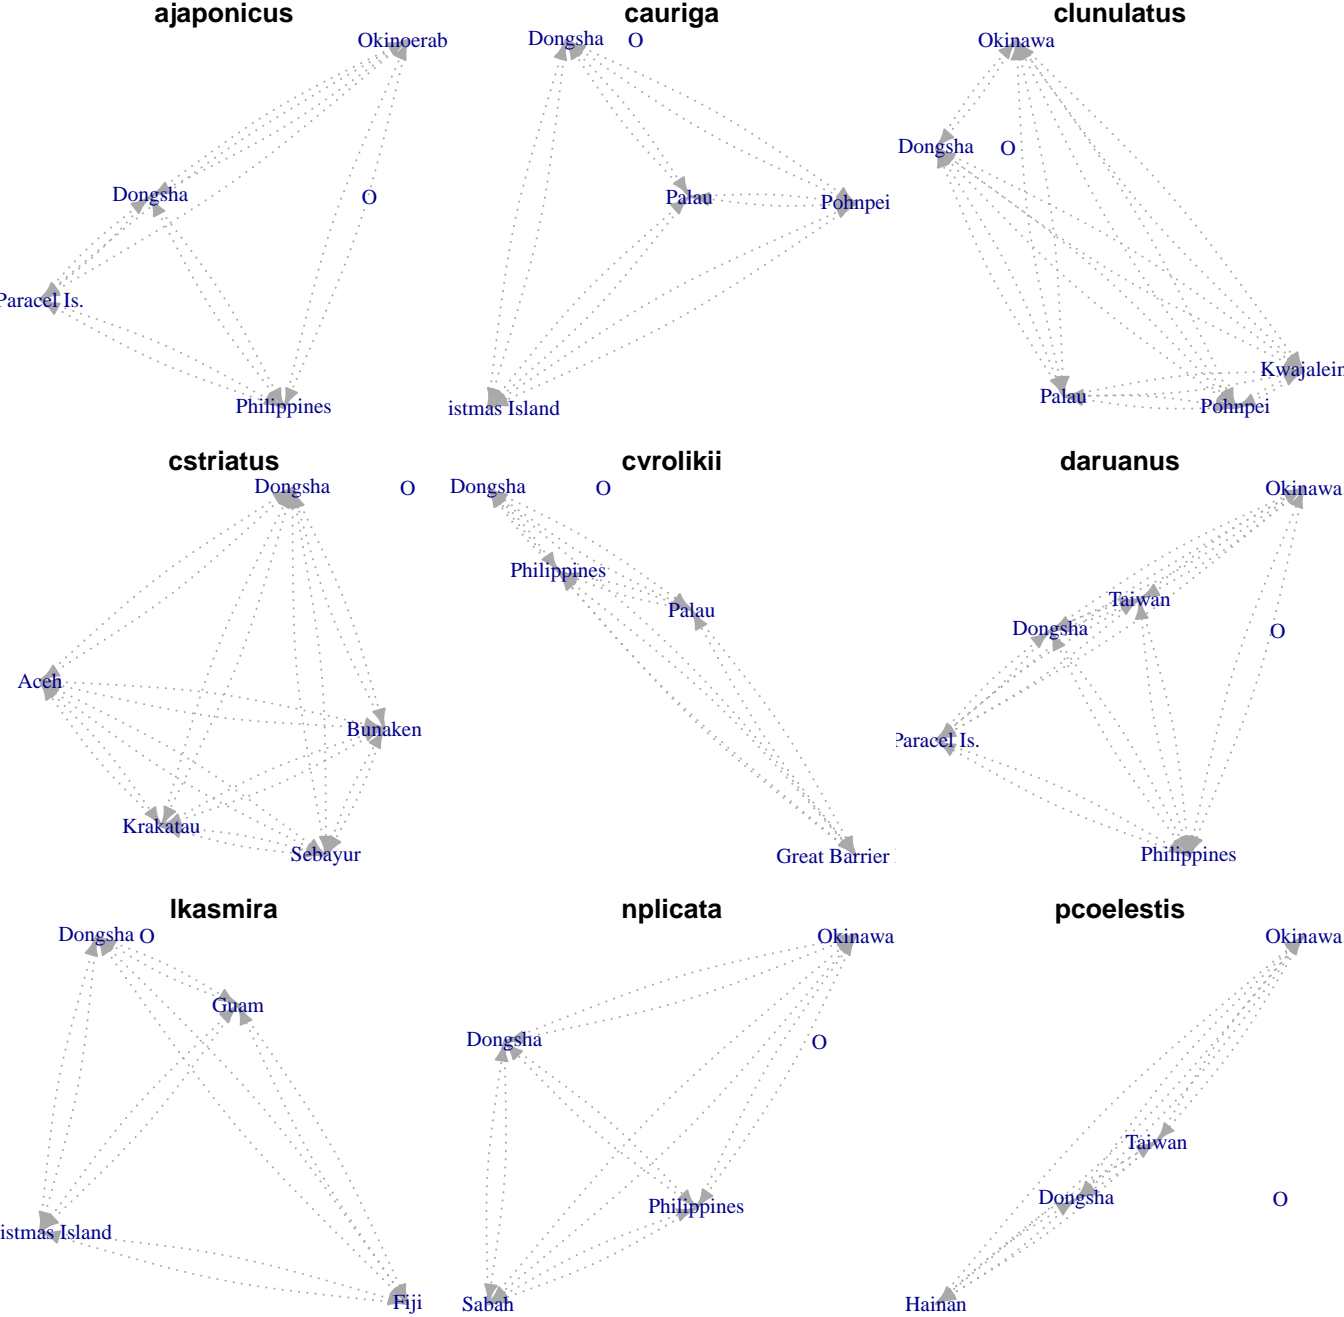 ajaponicus
Okinoerab
Dongsha
O
Paracel Is.
Philippines
cauriga
Dongsha O
Palau
Pohnpei
istmas Island
clunulatus
Okinawa
Dongsha O
Kwajalein
Palau
Pohnpei
cstriatus
Dongsha O
Aceh
Bunaken
Krakatau
Sebayur
cvrolikii
Dongsha O
Philippines
Palau
Great Barrier
daruanus
Okinawa
Taiwan
Dongsha
O
Paracel Is.
Philippines
lkasmira
Dongsha O
Guam
istmas Island
Fiji
nplicata
Okinawa
Dongsha
O
Philippines
Sabah
pcoelestis
Okinawa
Taiwan
Dongsha
O
Hainan